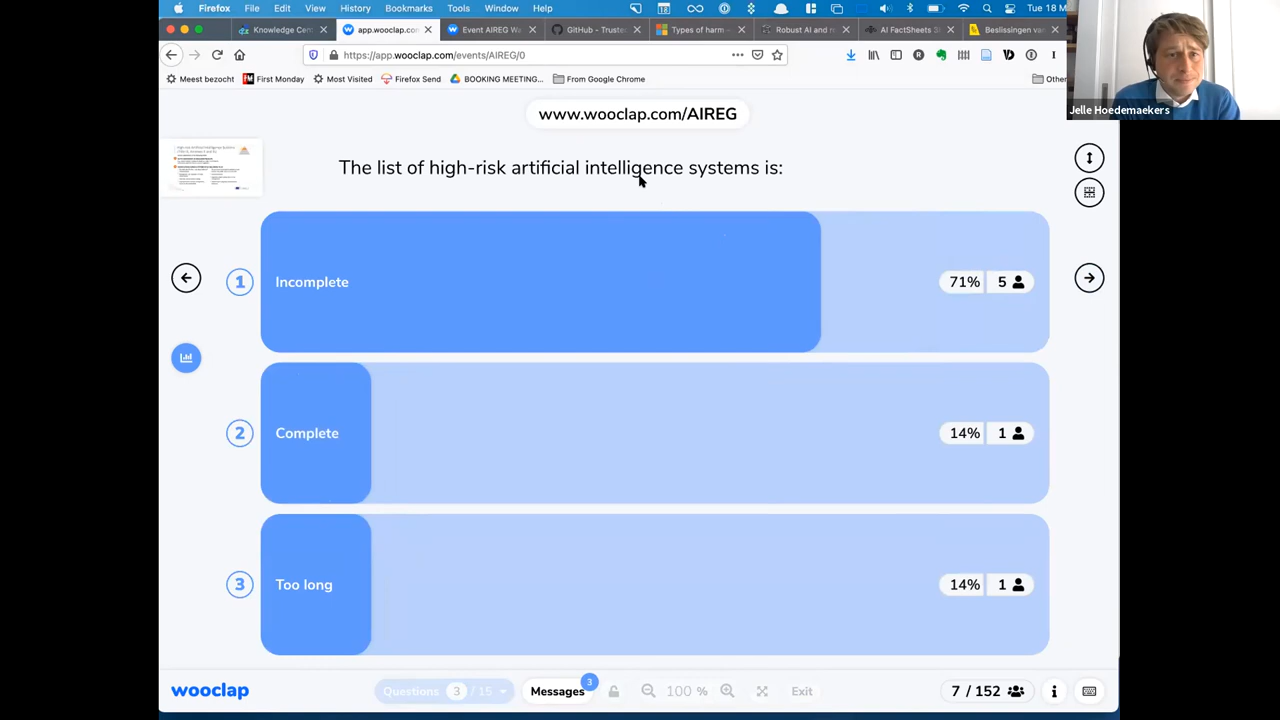 Firefox File Edit View History Bookmarks Tools Window Help Tue 18 M
Knowledge Cen
app.wooclap.co
Event AIREG Wa
GitHub - Truste
Types of harm -
Robust AI and r
AI FactSheets 3
Beslissingen va
https://app.wooclap.com/events/AIREG/0
Meest bezocht First Monday Most Visited Firefox Send BOOKING MEETING... From Google Chrome Other
Jelle Hoedemaekers
www.wooclap.com/AIREG
The list of high-risk artificial intelligence systems is:
1 Incomplete 71% 5
2 Complete 14% 1
3 Too long 14% 1
wooclap Questions 3 / 15 Messages 3 100 % Exit 7 / 152